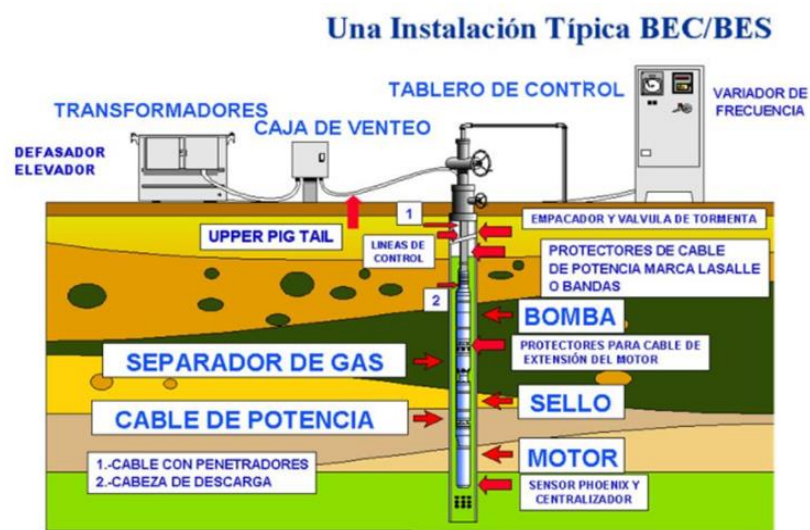 Una Instalación Típica BEC/BES
TABLERO DE CONTROL
VARIADOR DE
FRECUENCIA
TRANSFORMADORES
CAJA DE VENTEO
DEFASADOR
ELEVADOR
1
EMPACADOR Y VALVULA DE TORMENTA
UPPER PIG TAIL
LINEAS DE
CONTROL
PROTECTORES DE CABLE
DE POTENCIA MARCA LASALLE
O BANDAS
2
BOMBA
PROTECTORES PARA CABLE DE
EXTENSIÓN DEL MOTOR
SEPARADOR DE GAS
SELLO
CABLE DE POTENCIA
MOTOR
1.-CABLE CON PENETRADORES
2.-CABEZA DE DESCARGA
SENSOR PHOENIX Y
CENTRALIZADOR